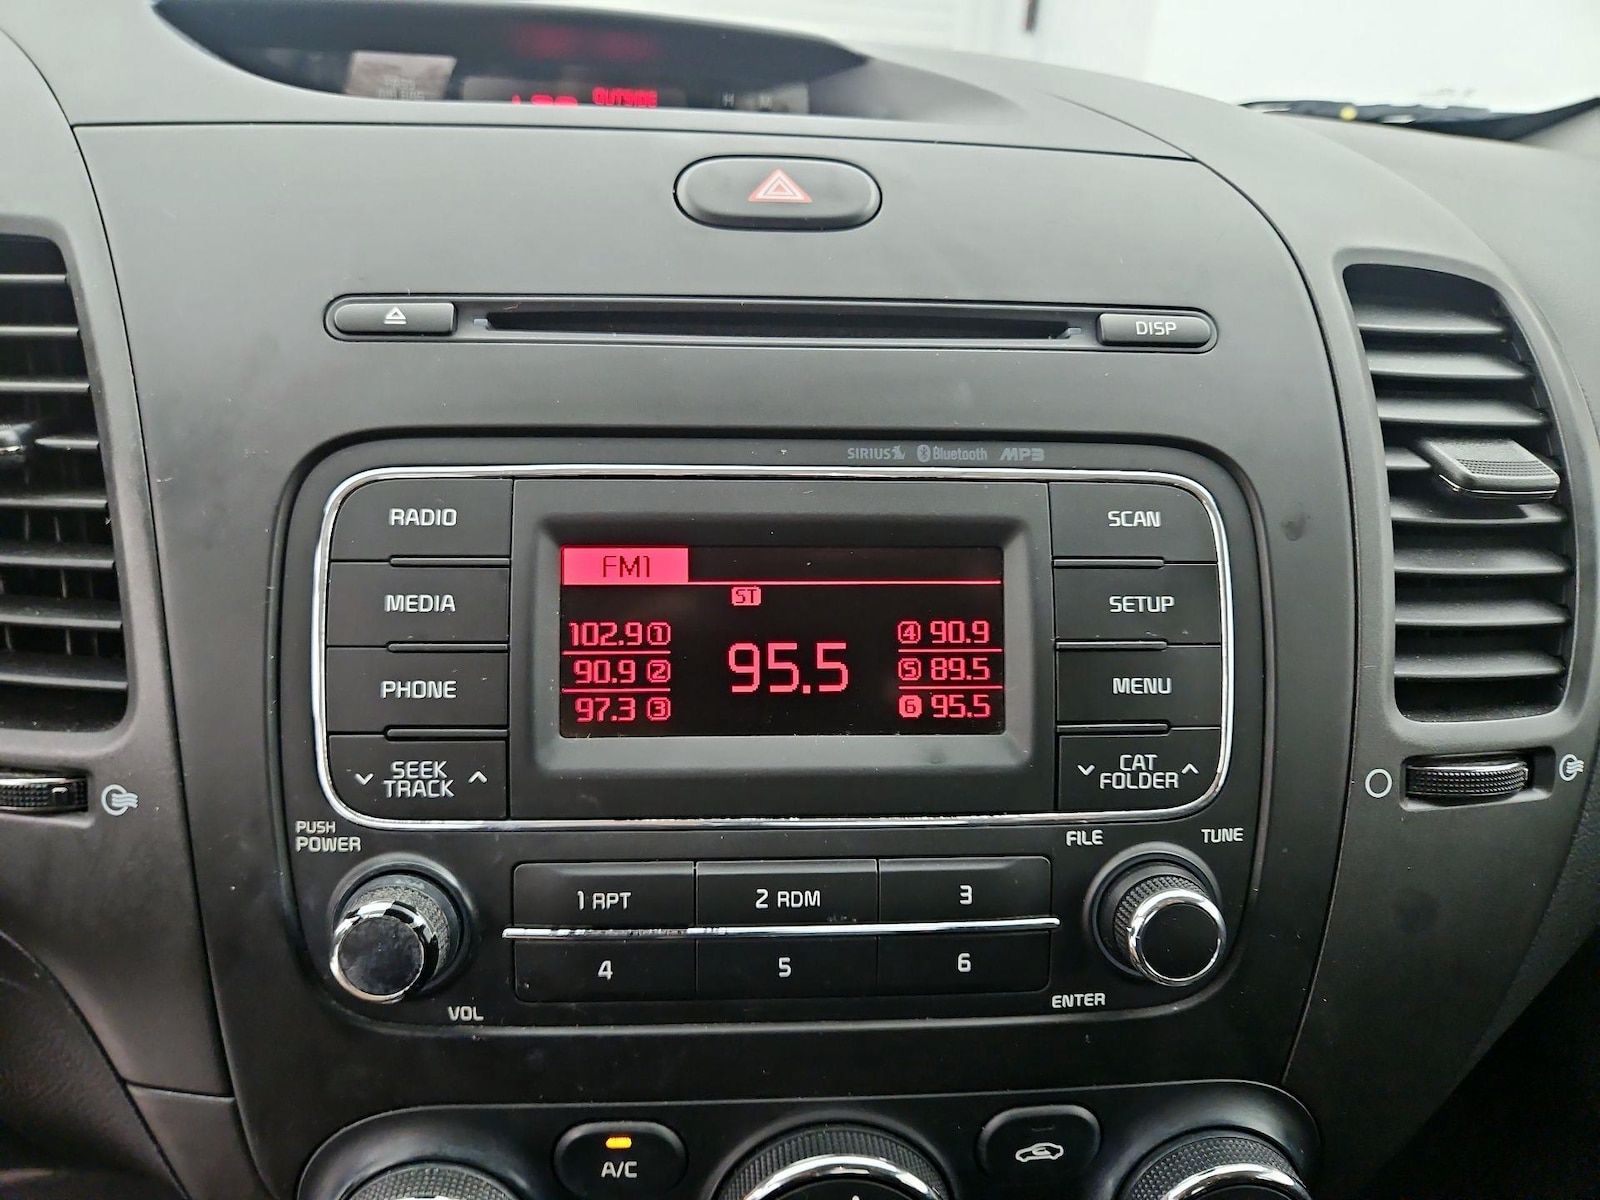 OUTSIDE
H M
DISP
SIRIUS Bluetooth MP3
RADIO
MEDIA
PHONE
SEEK
TRACK
FM1
ST
102.9 1
90.9 2
97.3 3
95.5
4 90.9
5 89.5
6 95.5
SCAN
SETUP
MENU
CAT
FOLDER
PUSH
POWER
VOL
1 RPT
2 RDM
3
4
5
6
FILE
TUNE
ENTER
A/C